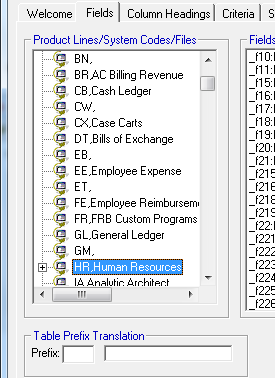 Welcome Fields Column Headings Criteria S
Product Lines/System Codes/Files
BN,
BR,AC Billing Revenue
CB,Cash Ledger
CW,
CX,Case Carts
DT,Bills of Exchange
EB,
EE,Employee Expense
ET,
FE,Employee Reimburseme
FR,FRB Custom Programs
GL,General Ledger
GM,
HR,Human Resources
IA,Analytic Architect
Fields
_f10:
_f11:
_f15:
_f16:
_f17:
_f18:
_f19:
_f20:
_f21:
_f215
_f216
_f217
_f218
_f219
_f22:
_f221
_f222
_f223
_f224
_f225
_f226
Table Prefix Translation
Prefix: